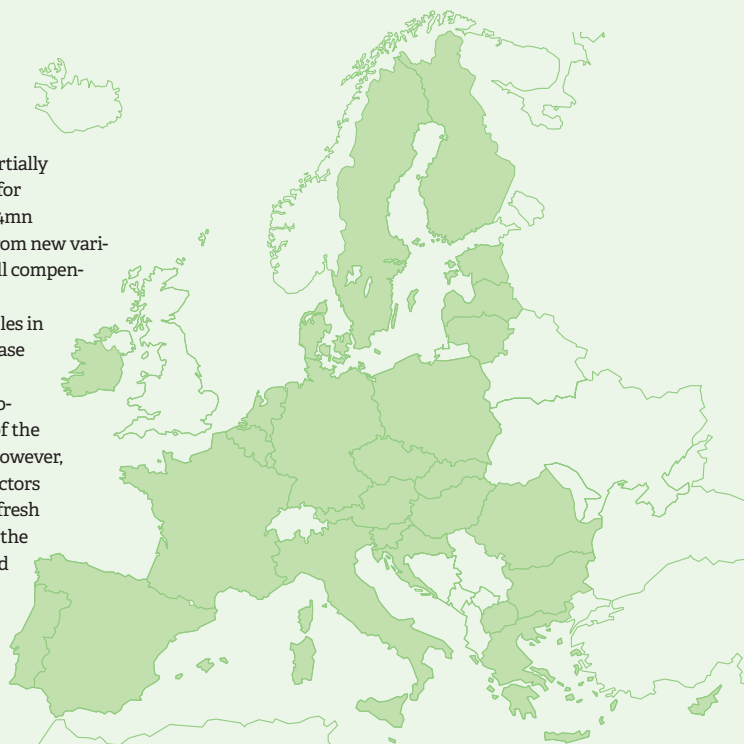 rtially
for
4mn
om new vari-
ll compen-
les in
ase
o-
f the
owever,
ctors
fresh
the
d